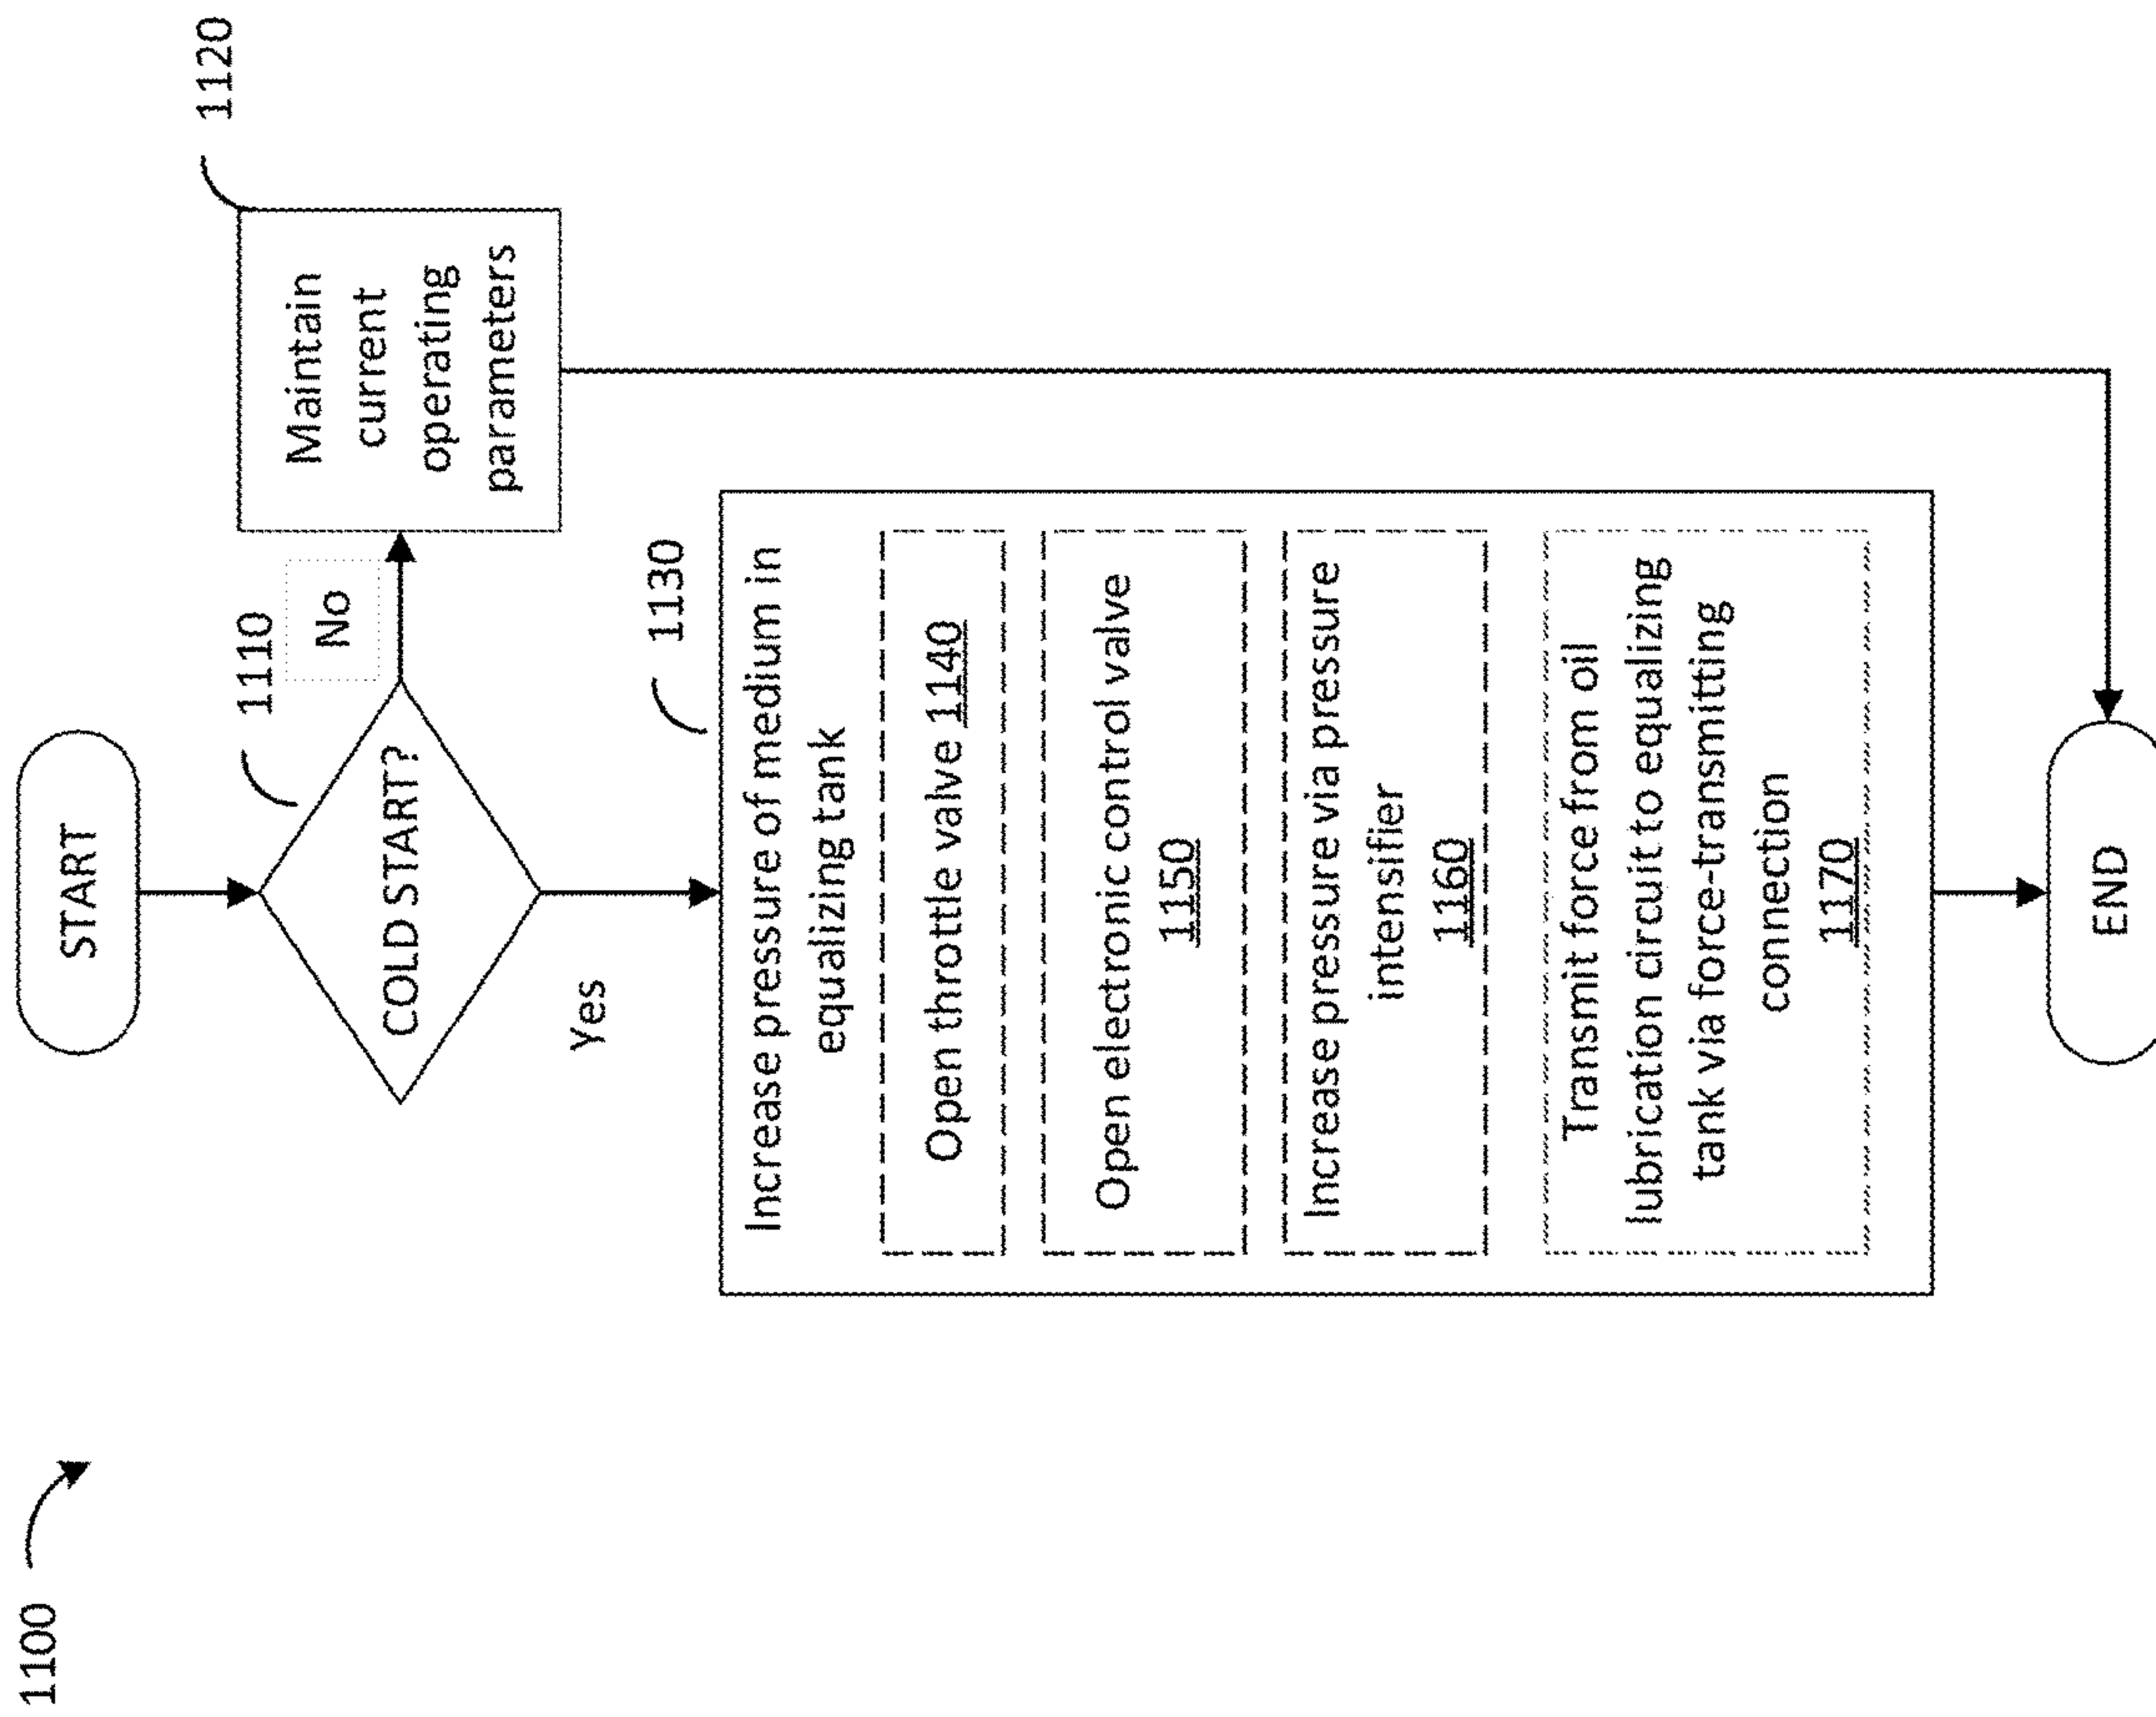 1100
START
1110
COLD START?
No
1120
Maintain
current
operating
parameters
Yes
1130
Increase pressure of medium in
equalizing tank
Open throttle valve 1140
Open electronic control valve
1150
Increase pressure via pressure
intensifier
1160
Transmit force from oil
lubrication circuit to equalizing
tank via force-transmitting
connection
1170
END